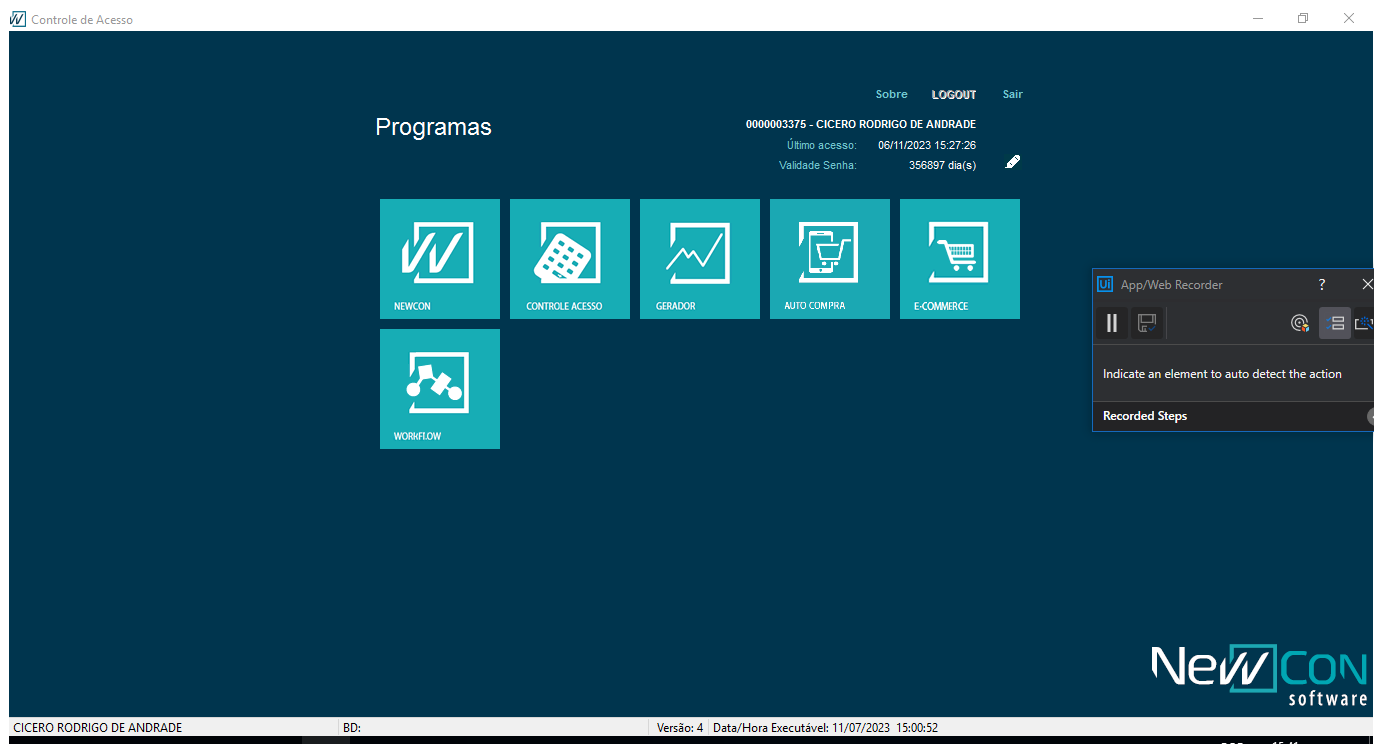 Controle de Acesso
Sobre LOGOUT Sair
Programas
0000003375 - CICERO RODRIGO DE ANDRADE
Último acesso: 06/11/2023 15:27:26
Validade Senha: 356897 dia(s)
NEWCON
CONTROLE ACESSO
GERADOR
AUTO COMPRA
E-COMMERCE
WORKFLOW
Ui App/Web Recorder ?
Indicate an element to auto detect the action
Recorded Steps
NewCon
software
CICERO RODRIGO DE ANDRADE BD: Versão: 4 Data/Hora Executável: 11/07/2023 15:00:52